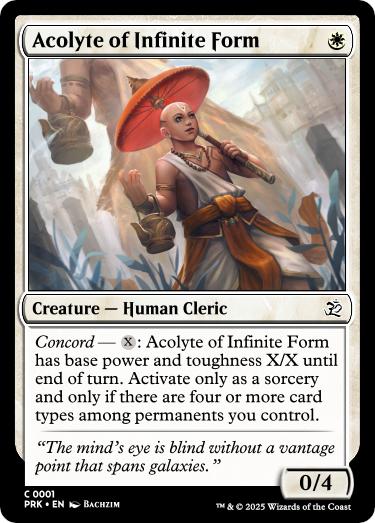 Acolyte of Infinite Form
Creature — Human Cleric
Concord — X: Acolyte of Infinite Form
has base power and toughness X/X until
end of turn. Activate only as a sorcery
and only if there are four or more card
types among permanents you control.
“The mind’s eye is blind without a vantage
point that spans galaxies.”
0/4
C 0001
PRK • EN Bachzim
™ & © 2025 Wizards of the Coast